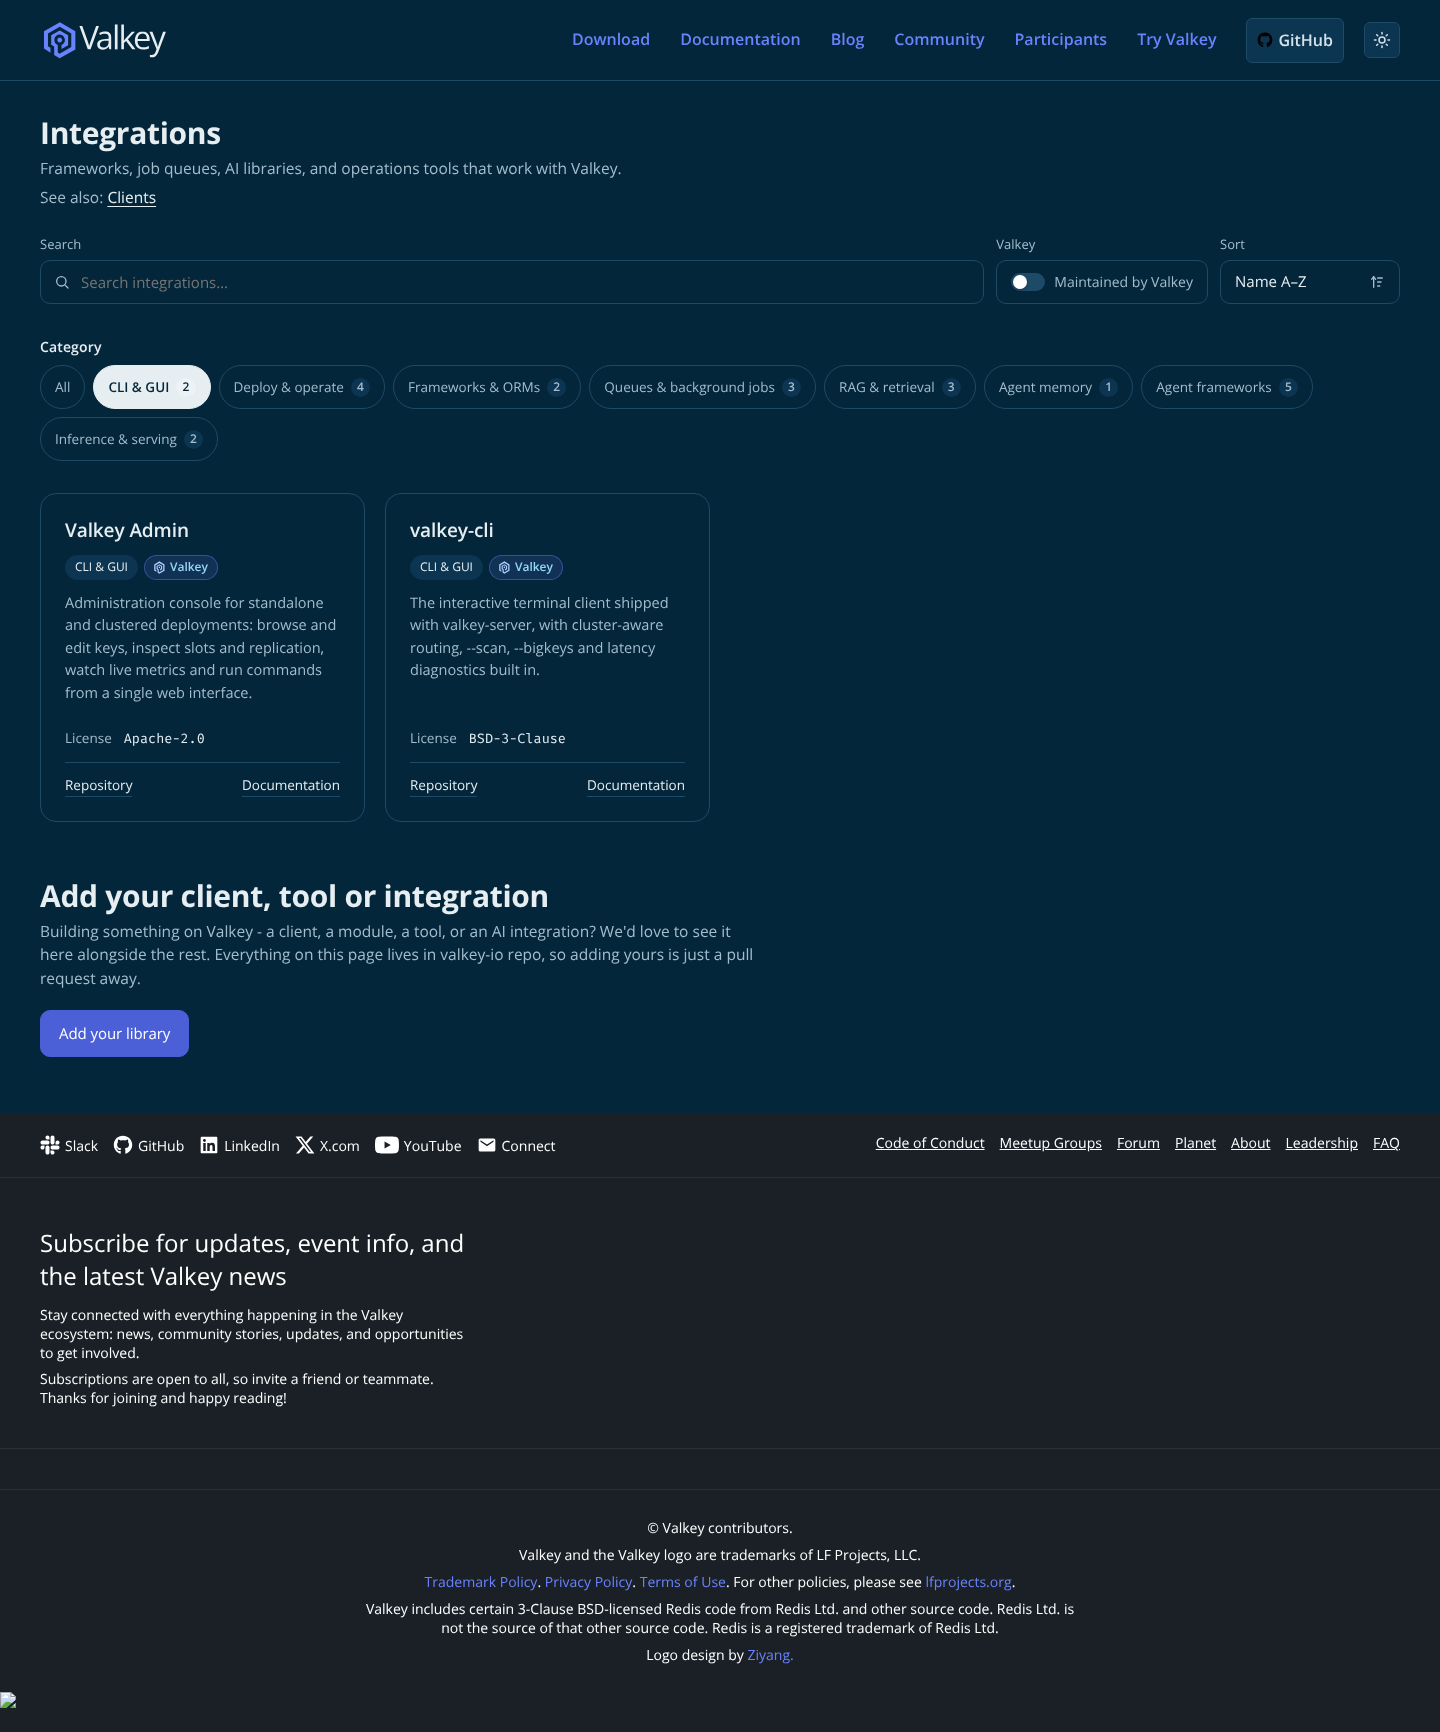 Valkey
Download Documentation Blog Community Participants Try Valkey GitHub
Integrations
Frameworks, job queues, AI libraries, and operations tools that work with Valkey.
See also: Clients
Search Valkey Sort
Search integrations... Maintained by Valkey Name A–Z
Category
All CLI & GUI 2 Deploy & operate 4 Frameworks & ORMs 2 Queues & background jobs 3 RAG & retrieval 3 Agent memory 1 Agent frameworks 5
Inference & serving 2
Valkey Admin
CLI & GUI Valkey
Administration console for standalone
and clustered deployments: browse and
edit keys, inspect slots and replication,
watch live metrics and run commands
from a single web interface.
License Apache-2.0
Repository Documentation
valkey-cli
CLI & GUI Valkey
The interactive terminal client shipped
with valkey-server, with cluster-aware
routing, --scan, --bigkeys and latency
diagnostics built in.
License BSD-3-Clause
Repository Documentation
Add your client, tool or integration
Building something on Valkey - a client, a module, a tool, or an AI integration? We'd love to see it
here alongside the rest. Everything on this page lives in valkey-io repo, so adding yours is just a pull
request away.
Add your library
Slack GitHub LinkedIn X.com YouTube Connect
Code of Conduct Meetup Groups Forum Planet About Leadership FAQ
Subscribe for updates, event info, and
the latest Valkey news
Stay connected with everything happening in the Valkey
ecosystem: news, community stories, updates, and opportunities
to get involved.
Subscriptions are open to all, so invite a friend or teammate.
Thanks for joining and happy reading!
© Valkey contributors.
Valkey and the Valkey logo are trademarks of LF Projects, LLC.
Trademark Policy. Privacy Policy. Terms of Use. For other policies, please see lfprojects.org.
Valkey includes certain 3-Clause BSD-licensed Redis code from Redis Ltd. and other source code. Redis Ltd. is
not the source of that other source code. Redis is a registered trademark of Redis Ltd.
Logo design by Ziyang.